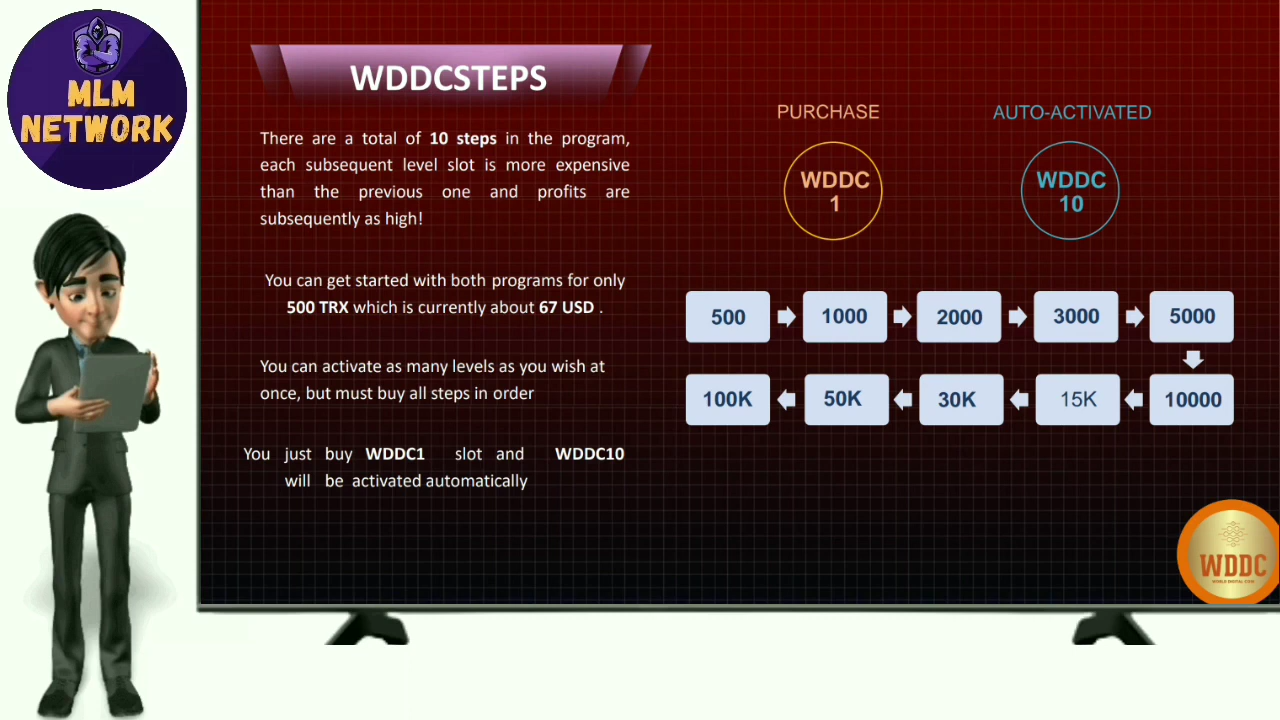 MLM
NETWORK
WDDCSTEPS
There are a total of 10 steps in the program,
each subsequent level slot is more expensive
than the previous one and profits are
subsequently as high!
You can get started with both programs for only
500 TRX which is currently about 67 USD .
You can activate as many levels as you wish at
once, but must buy all steps in order
You just buy WDDC1 slot and WDDC10
will be activated automatically
PURCHASE
AUTO-ACTIVATED
WDDC
1
WDDC
10
500
1000
2000
3000
5000
100K
50K
30K
15K
10000
WDDC